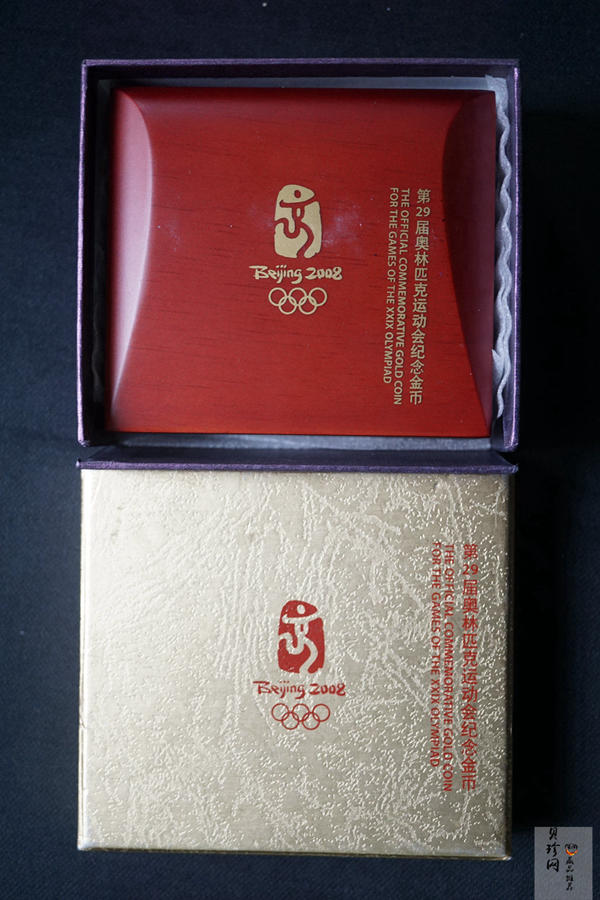 第29届奥林匹克运动会纪念金币
THE OFFICIAL COMMEMORATIVE GOLD COIN
FOR THE GAMES OF THE XXIX OLYMPIAD
Beijing 2008
第29届奥林匹克运动会纪念金币
THE OFFICIAL COMMEMORATIVE GOLD COIN
FOR THE GAMES OF THE XXIX OLYMPIAD
Beijing 2008
贝珍网